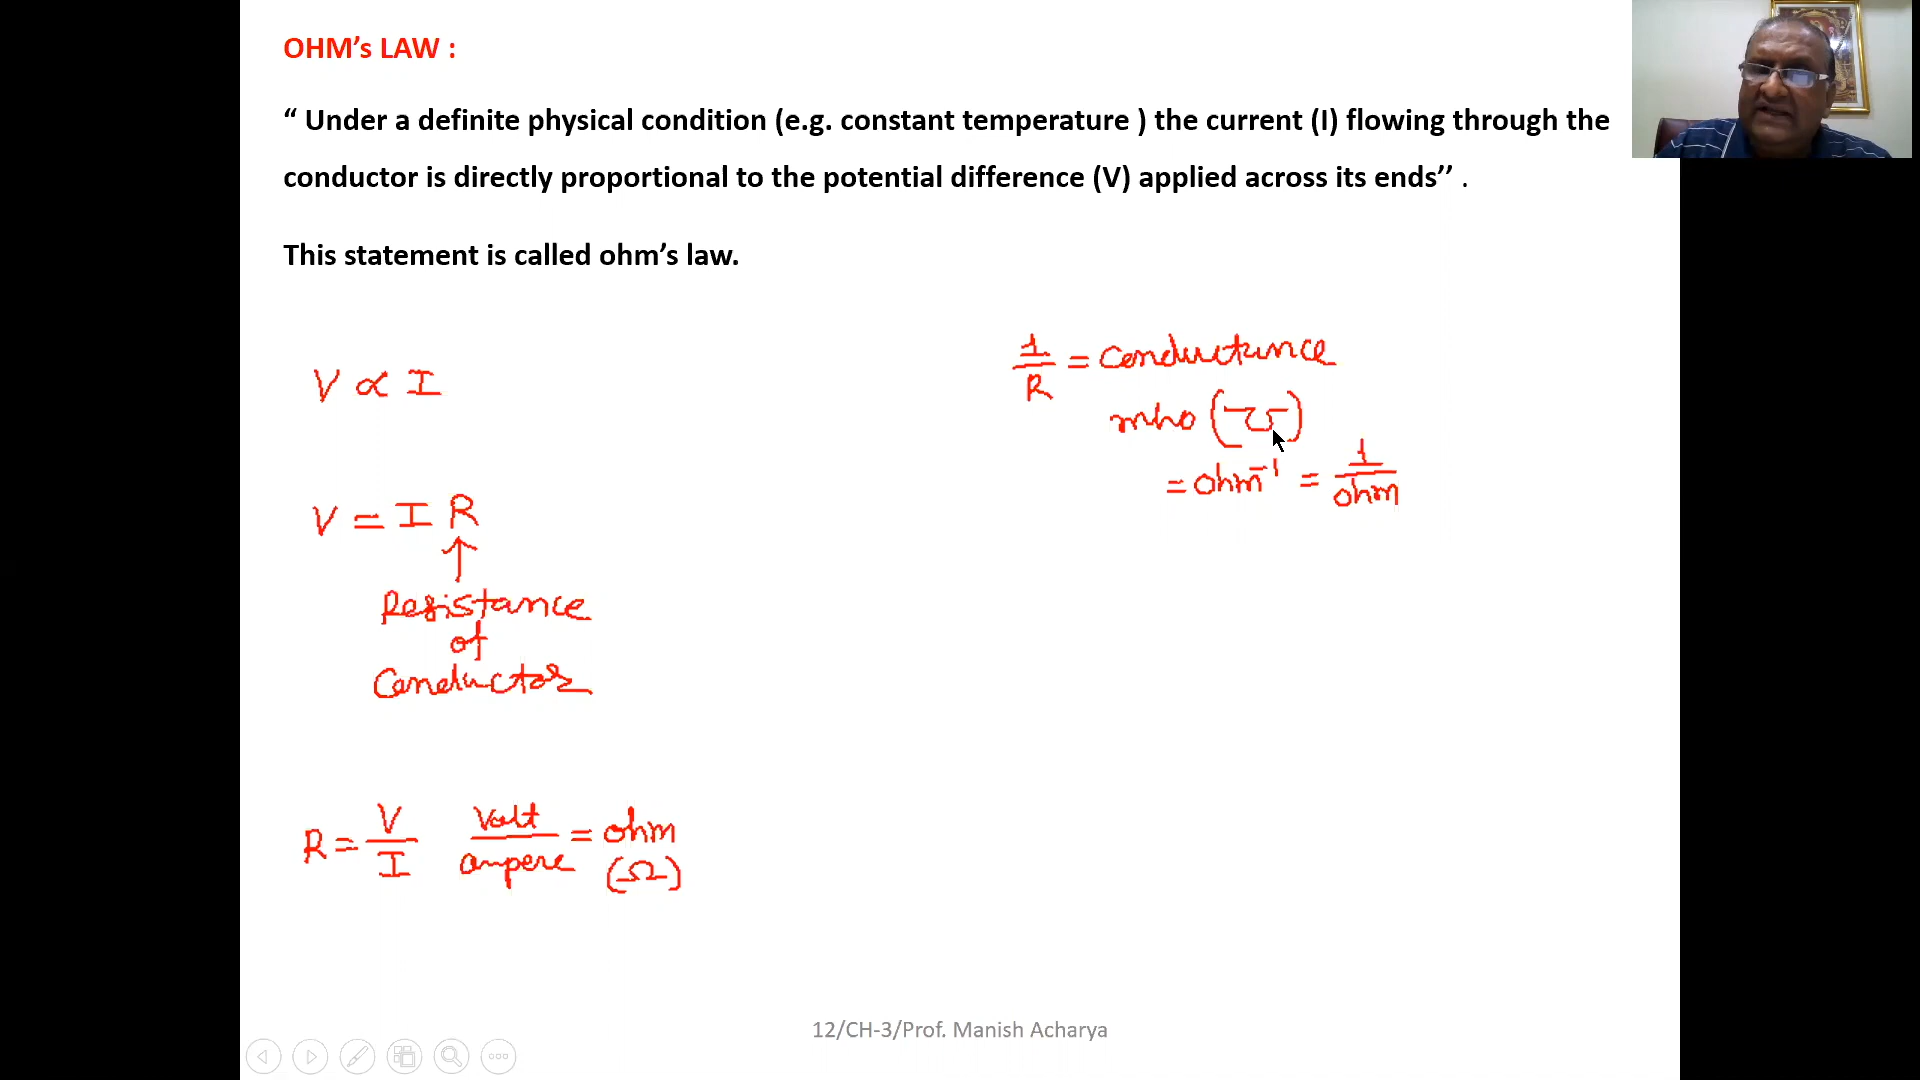 OHM’s LAW :
“ Under a definite physical condition (e.g. constant temperature ) the current (I) flowing through the
conductor is directly proportional to the potential difference (V) applied across its ends’’ .
This statement is called ohm’s law.
V ∝ I
V = I R
↑
Resistance
of
Conductor
R = V/I volt/ampere = ohm
(Ω)
1/R = Conductance
mho (℧)
= ohm⁻¹ = 1/ohm
12/CH-3/Prof. Manish Acharya